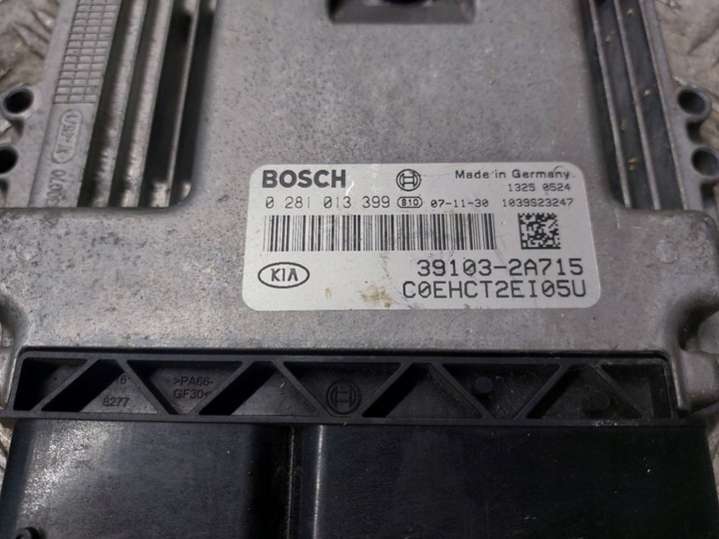 BOSCH Made in Germany
1325 0524
0 281 013 399 810 07-11-30 1039S23247
KIA 39103-2A715
C0EHCT2EI05U
>PA66-
GF30<
8277